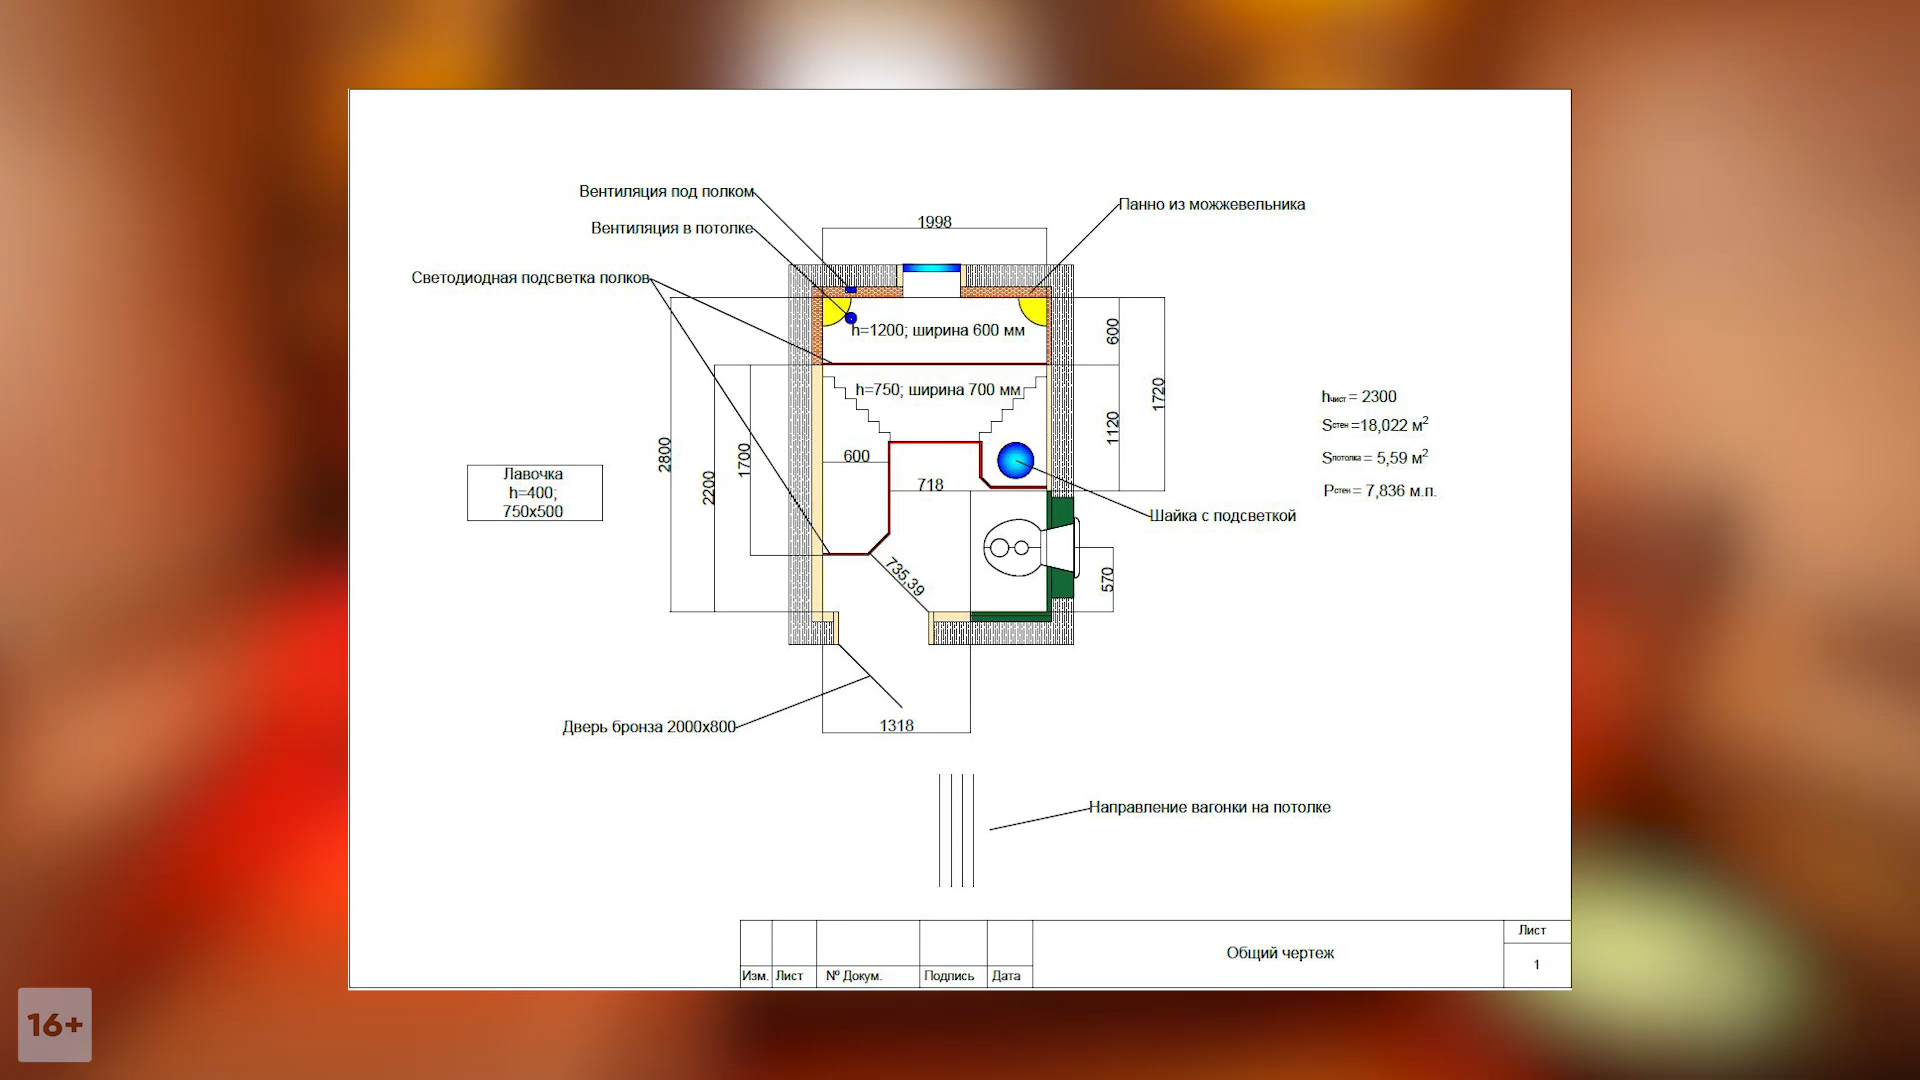 Вентиляция под полком
Панно из можжевельника
1998
Вентиляция в потолке
Светодиодная подсветка полков
h=1200; ширина 600 мм
600
h=750; ширина 700 мм
1720
hчист = 2300
Sстен =18,022 м²
1120
2800
1700
600
Sпотолка = 5,59 м²
2200
718
Pстен = 7,836 м.п.
Лавочка
h=400;
750x500
Шайка с подсветкой
735,39
570
Дверь бронза 2000x800
1318
Направление вагонки на потолке
Лист
Общий чертеж
1
Изм. Лист № Докум. Подпись Дата
16+